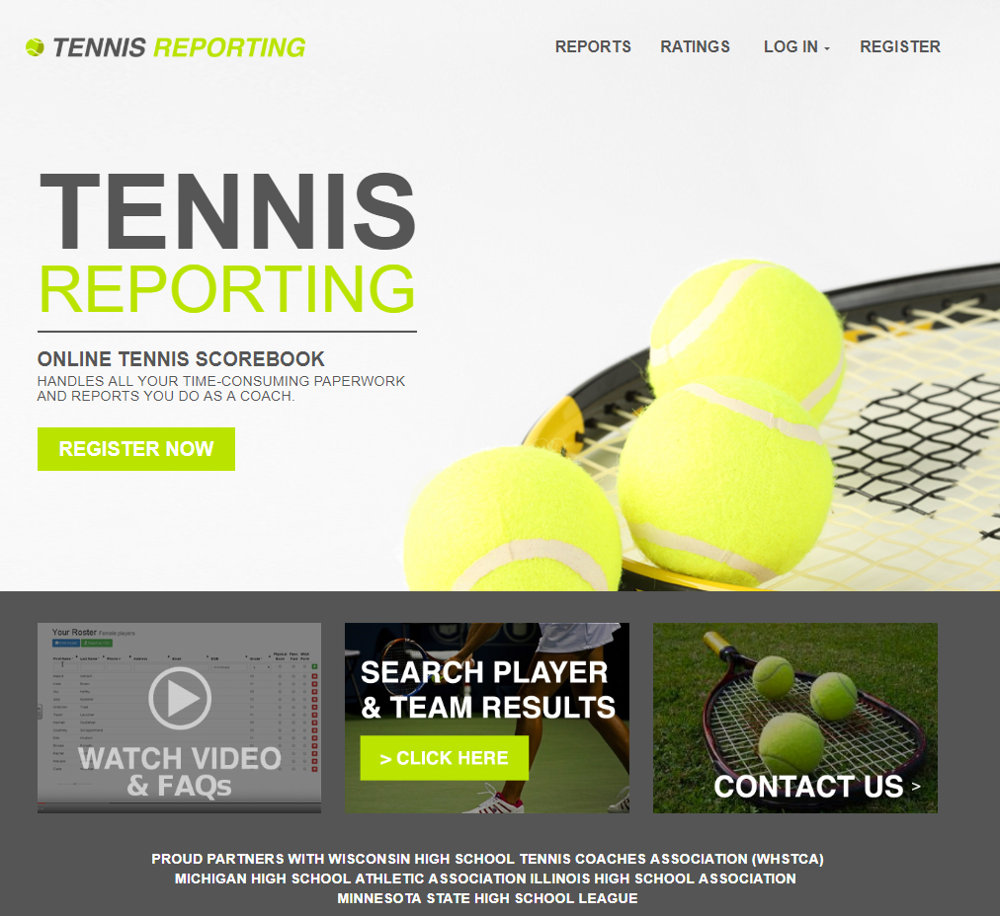 TENNIS REPORTING
REPORTS RATINGS LOG IN REGISTER
TENNIS
REPORTING
ONLINE TENNIS SCOREBOOK
HANDLES ALL YOUR TIME-CONSUMING PAPERWORK
AND REPORTS YOU DO AS A COACH.
REGISTER NOW
Your Roster Female players
WATCH VIDEO
& FAQs
SEARCH PLAYER
& TEAM RESULTS
> CLICK HERE
CONTACT US >
PROUD PARTNERS WITH WISCONSIN HIGH SCHOOL TENNIS COACHES ASSOCIATION (WHSTCA)
MICHIGAN HIGH SCHOOL ATHLETIC ASSOCIATION ILLINOIS HIGH SCHOOL ASSOCIATION
MINNESOTA STATE HIGH SCHOOL LEAGUE